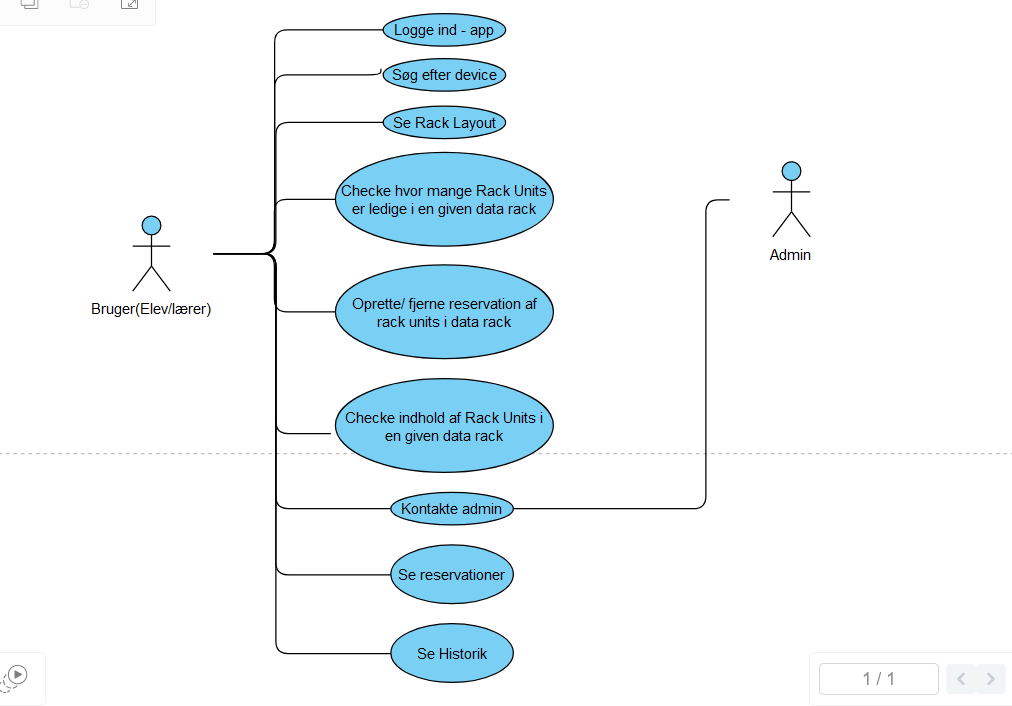 Logge ind - app
Søg efter device
Se Rack Layout
Checke hvor mange Rack Units
er ledige i en given data rack
Admin
Bruger(Elev/lærer)
Oprette/ fjerne reservation af
rack units i data rack
Checke indhold af Rack Units i
en given data rack
Kontakte admin
Se reservationer
Se Historik
1 / 1